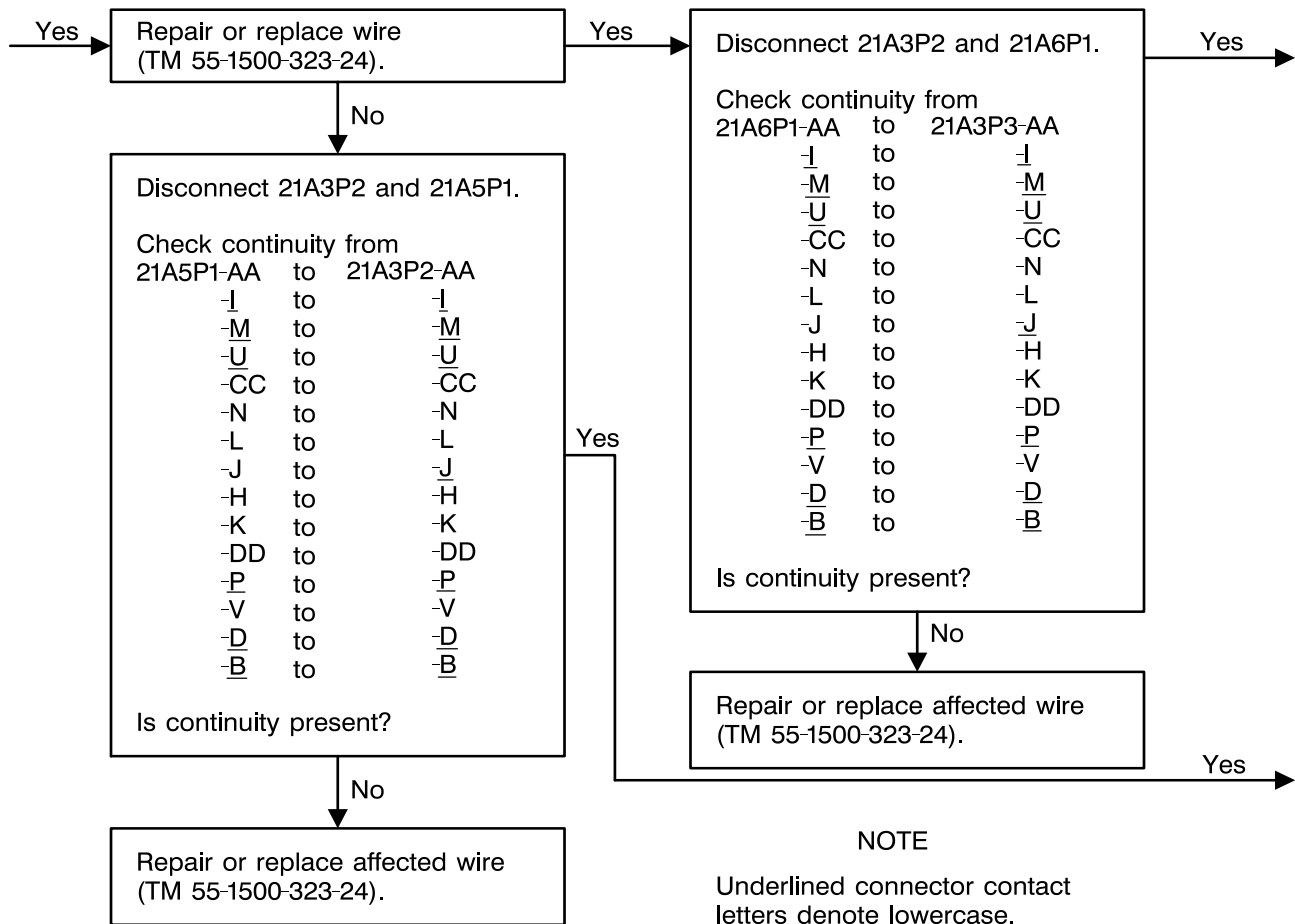 Yes
Repair or replace wire
(TM 55-1500-323-24).
Yes
No
Disconnect 21A3P2 and 21A5P1.
Check continuity from
21A5P1-AA to 21A3P2-AA
-I to -I
-M to -M
-U to -U
-CC to -CC
-N to -N
-L to -L
-J to -J
-H to -H
-K to -K
-DD to -DD
-P to -P
-V to -V
-D to -D
-B to -B
Is continuity present?
Yes
No
Repair or replace affected wire
(TM 55-1500-323-24).
Disconnect 21A3P2 and 21A6P1.
Yes
Check continuity from
21A6P1-AA to 21A3P3-AA
-I to -I
-M to -M
-U to -U
-CC to -CC
-N to -N
-L to -L
-J to -J
-H to -H
-K to -K
-DD to -DD
-P to -P
-V to -V
-D to -D
-B to -B
Is continuity present?
No
Repair or replace affected wire
(TM 55-1500-323-24).
Yes
NOTE
Underlined connector contact
letters denote lowercase.